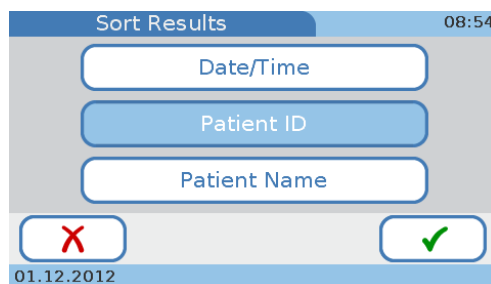 Sort Results
08:54
Date/Time
Patient ID
Patient Name
01.12.2012